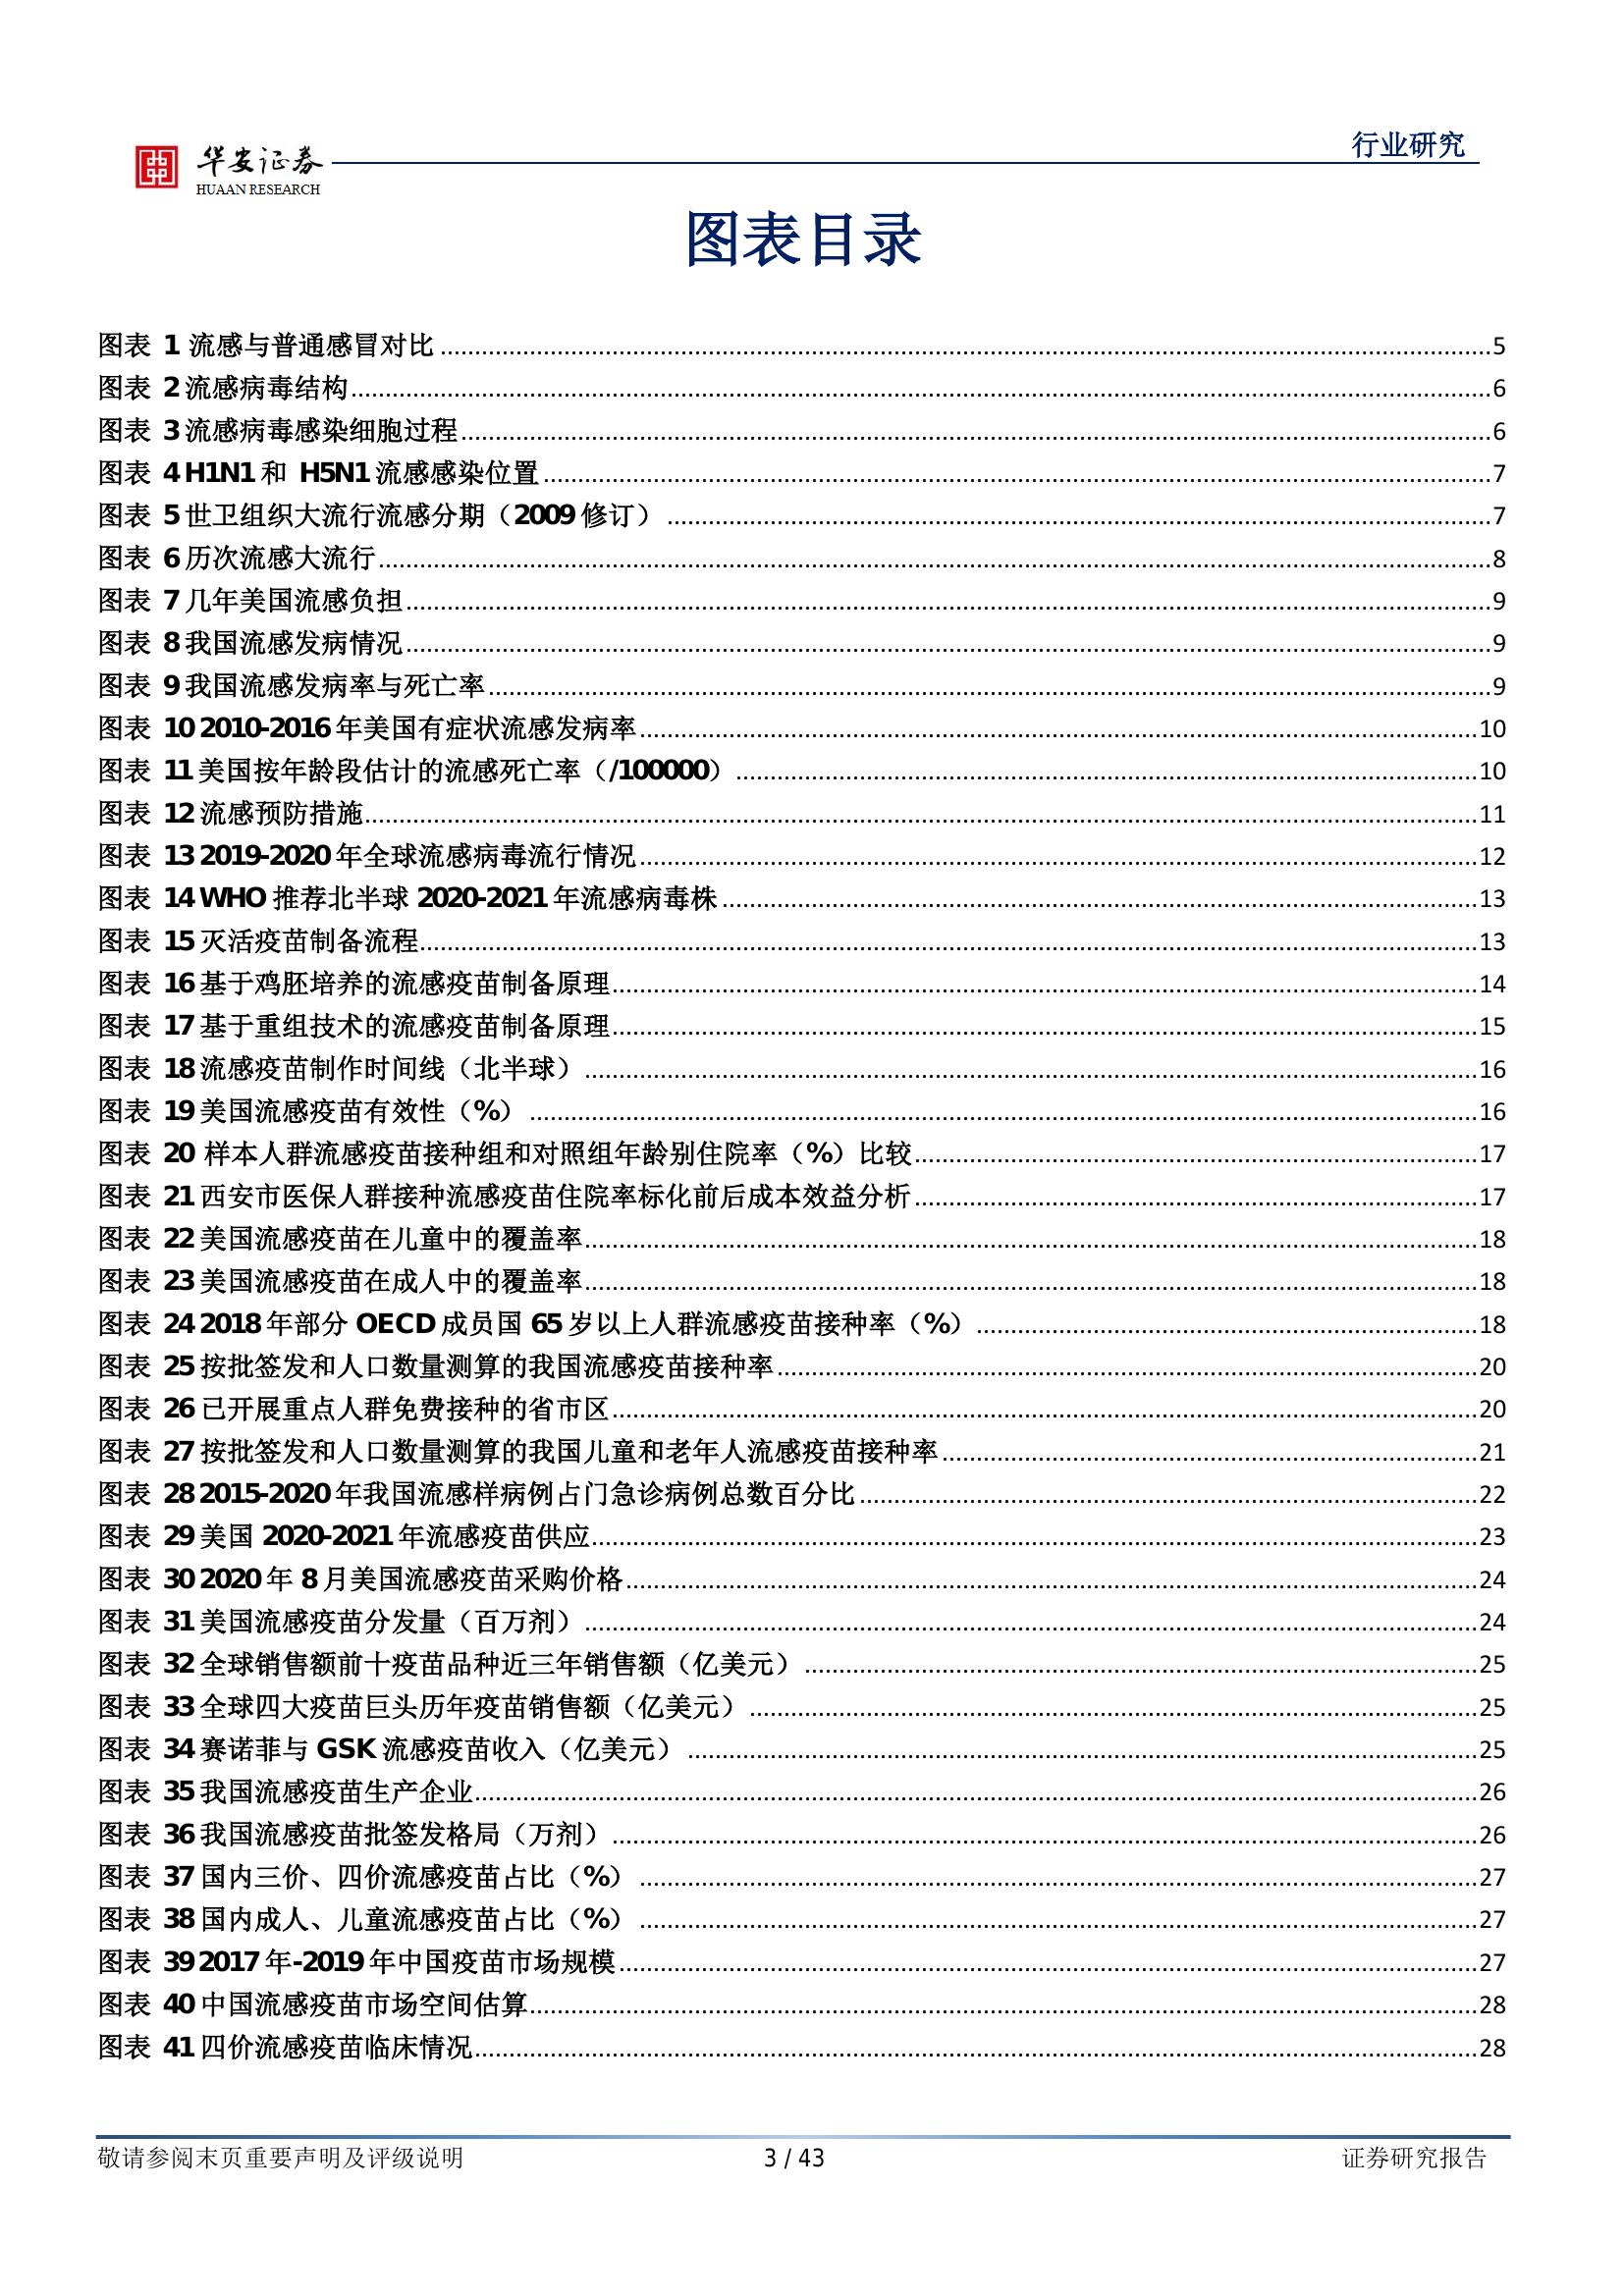 行业研究
华安证券
HUAAN RESEARCH
图表目录
图表 1 流感与普通感冒对比 5
图表 2 流感病毒结构 6
图表 3 流感病毒感染细胞过程 6
图表 4 H1N1 和 H5N1 流感感染位置 7
图表 5 世卫组织大流行流感分期（2009 修订） 7
图表 6 历次流感大流行 8
图表 7 几年美国流感负担 9
图表 8 我国流感发病情况 9
图表 9 我国流感发病率与死亡率 9
图表 10 2010-2016 年美国有症状流感发病率 10
图表 11 美国按年龄段估计的流感死亡率（/100000） 10
图表 12 流感预防措施 11
图表 13 2019-2020 年全球流感病毒流行情况 12
图表 14 WHO 推荐北半球 2020-2021 年流感病毒株 13
图表 15 灭活疫苗制备流程 13
图表 16 基于鸡胚培养的流感疫苗制备原理 14
图表 17 基于重组技术的流感疫苗制备原理 15
图表 18 流感疫苗制作时间线（北半球） 16
图表 19 美国流感疫苗有效性（%） 16
图表 20 样本人群流感疫苗接种组和对照组年龄别住院率（%）比较 17
图表 21 西安市医保人群接种流感疫苗住院率标化前后成本效益分析 17
图表 22 美国流感疫苗在儿童中的覆盖率 18
图表 23 美国流感疫苗在成人中的覆盖率 18
图表 24 2018 年部分 OECD 成员国 65 岁以上人群流感疫苗接种率（%） 18
图表 25 按批签发和人口数量测算的我国流感疫苗接种率 20
图表 26 已开展重点人群免费接种的省市区 20
图表 27 按批签发和人口数量测算的我国儿童和老年人流感疫苗接种率 21
图表 28 2015-2020 年我国流感样病例占门急诊病例总数百分比 22
图表 29 美国 2020-2021 年流感疫苗供应 23
图表 30 2020 年 8 月美国流感疫苗采购价格 24
图表 31 美国流感疫苗分发量（百万剂） 24
图表 32 全球销售额前十疫苗品种近三年销售额（亿美元） 25
图表 33 全球四大疫苗巨头历年疫苗销售额（亿美元） 25
图表 34 赛诺菲与 GSK 流感疫苗收入（亿美元） 25
图表 35 我国流感疫苗生产企业 26
图表 36 我国流感疫苗批签发格局（万剂） 26
图表 37 国内三价、四价流感疫苗占比（%） 27
图表 38 国内成人、儿童流感疫苗占比（%） 27
图表 39 2017 年-2019 年中国疫苗市场规模 27
图表 40 中国流感疫苗市场空间估算 28
图表 41 四价流感疫苗临床情况 28
敬请参阅末页重要声明及评级说明 3 / 43 证券研究报告